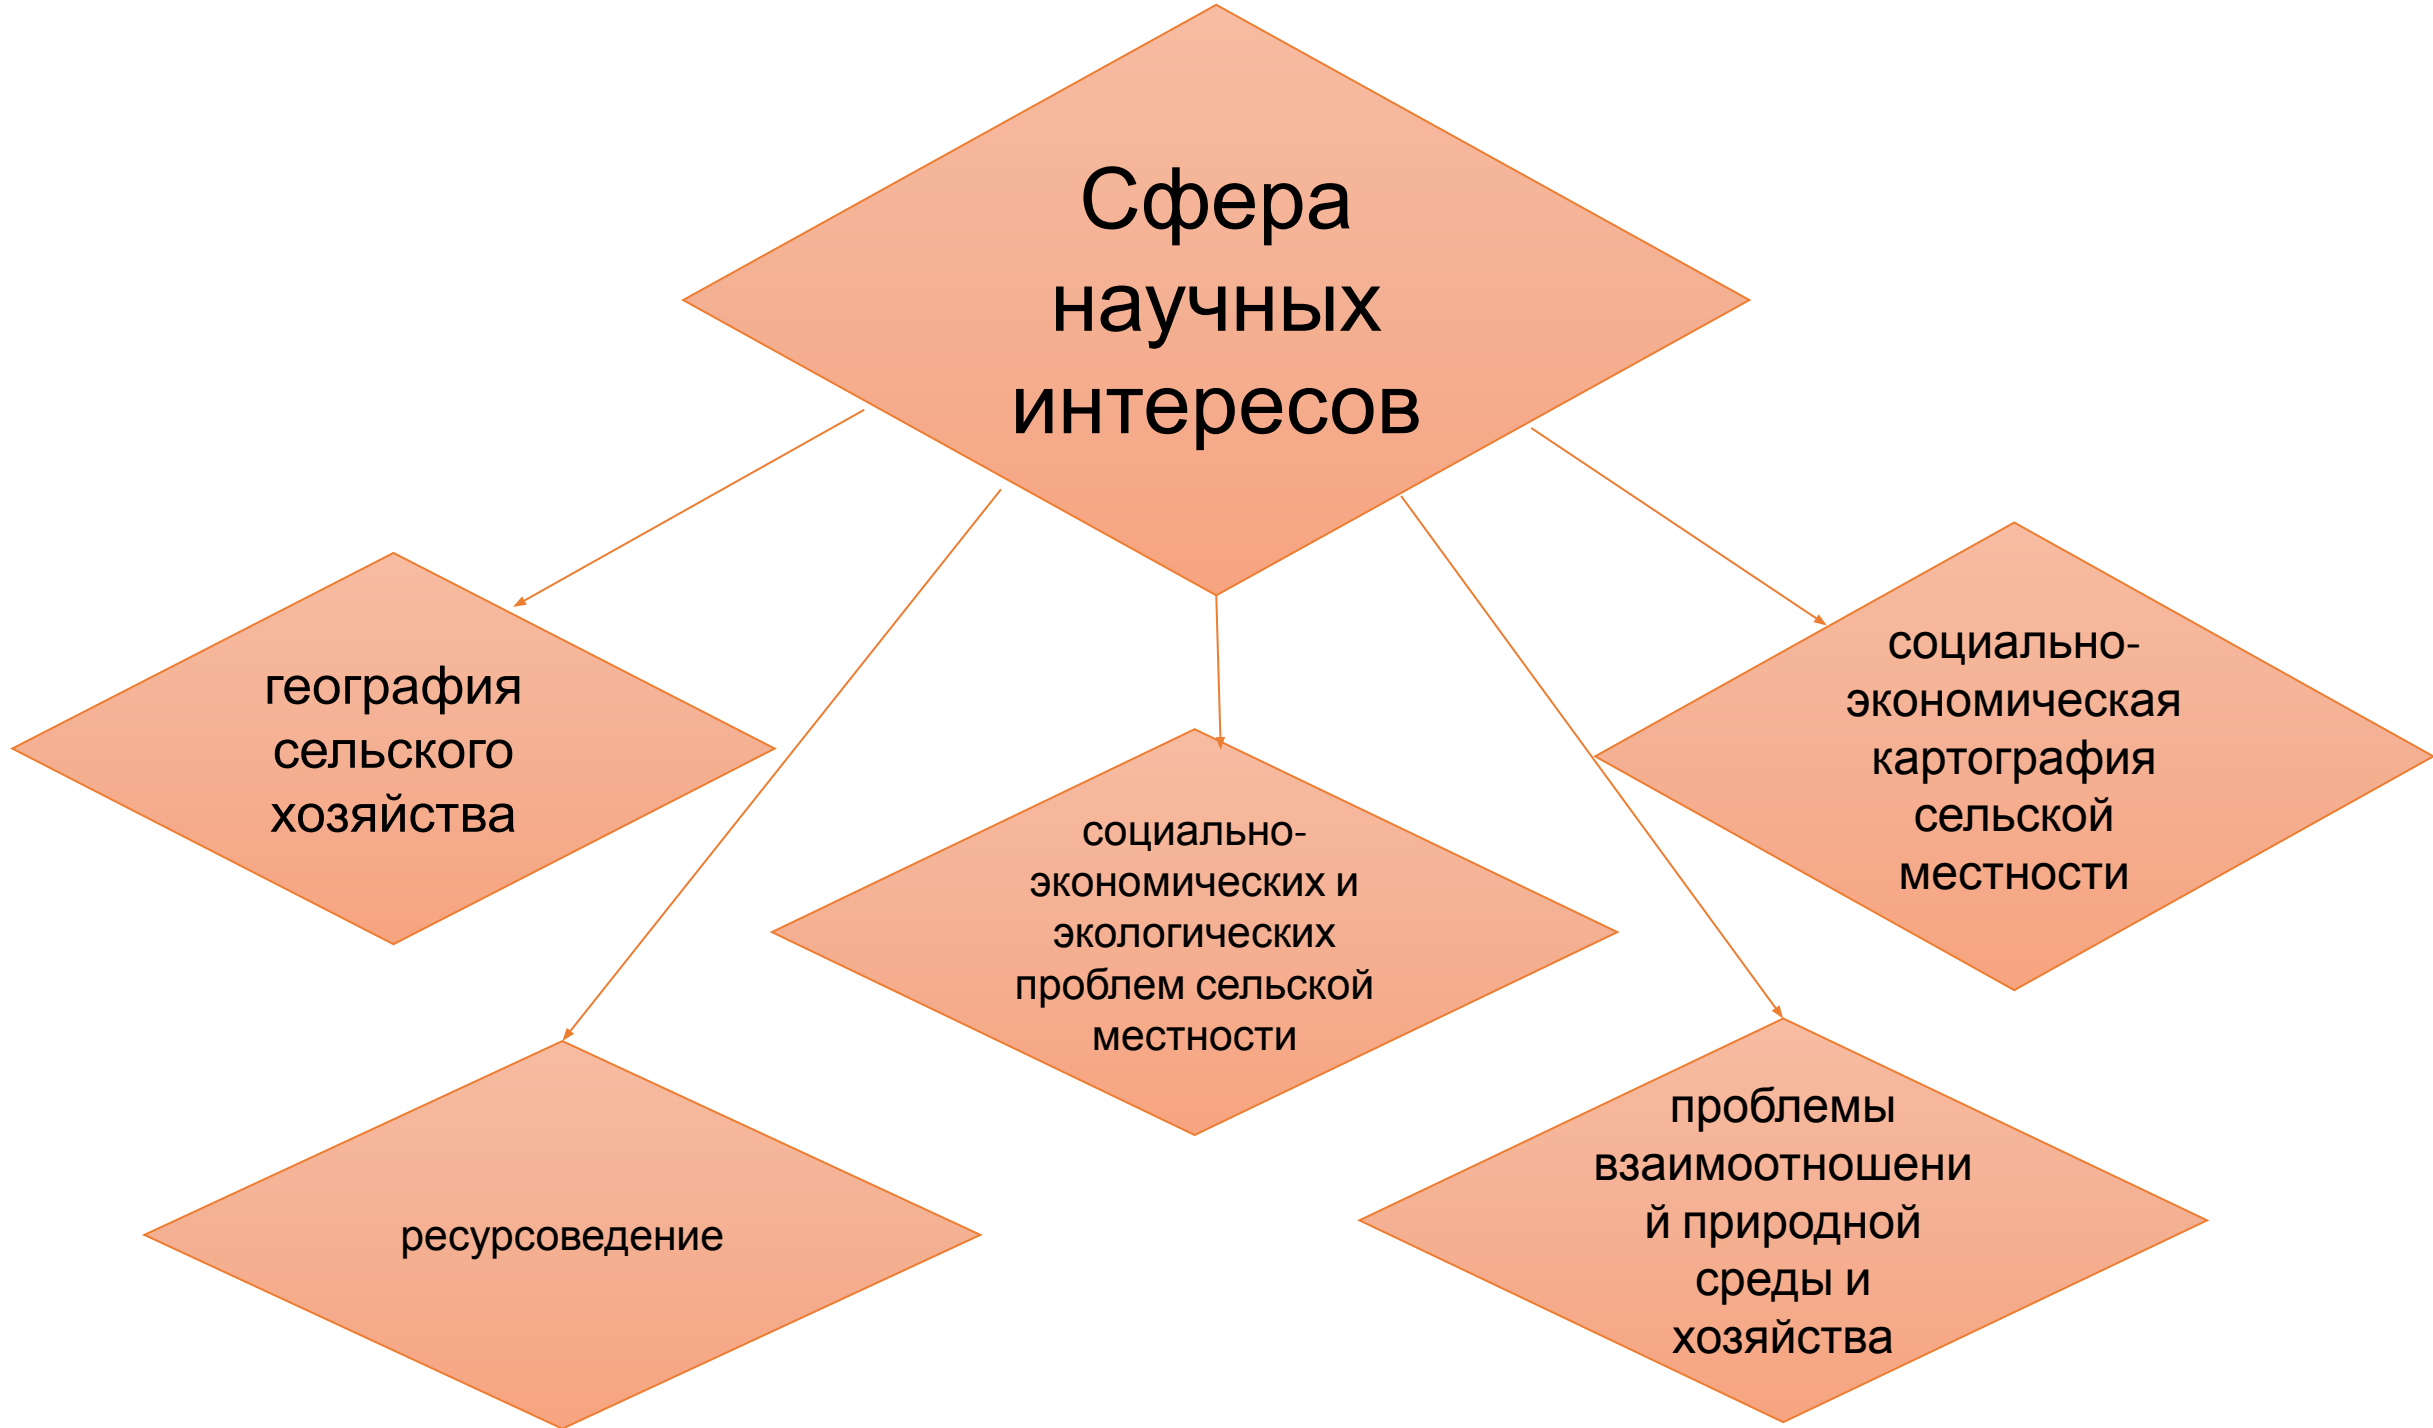 Сфера
научных
интересов
география
сельского
хозяйства
ресурсоведение
социально-
экономических и
экологических
проблем сельской
местности
проблемы
взаимоотношени
й природной
среды и
хозяйства
социально-
экономическая
картография
сельской
местности